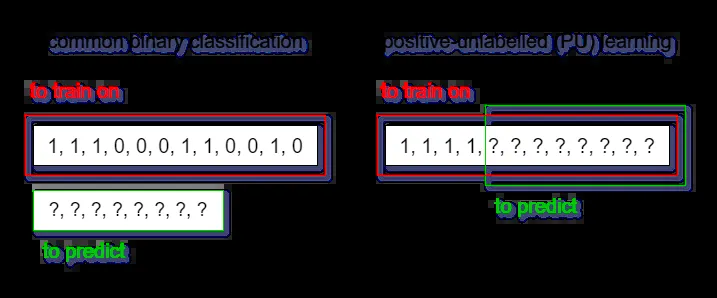 common binary classification
to train on
1, 1, 1, 0, 0, 0, 1, 1, 0, 0, 1, 0
?, ?, ?, ?, ?, ?, ?, ?
to predict
positive-unlabelled (PU) learning
to train on
1, 1, 1, 1, ?, ?, ?, ?, ?, ?, ?, ?
to predict